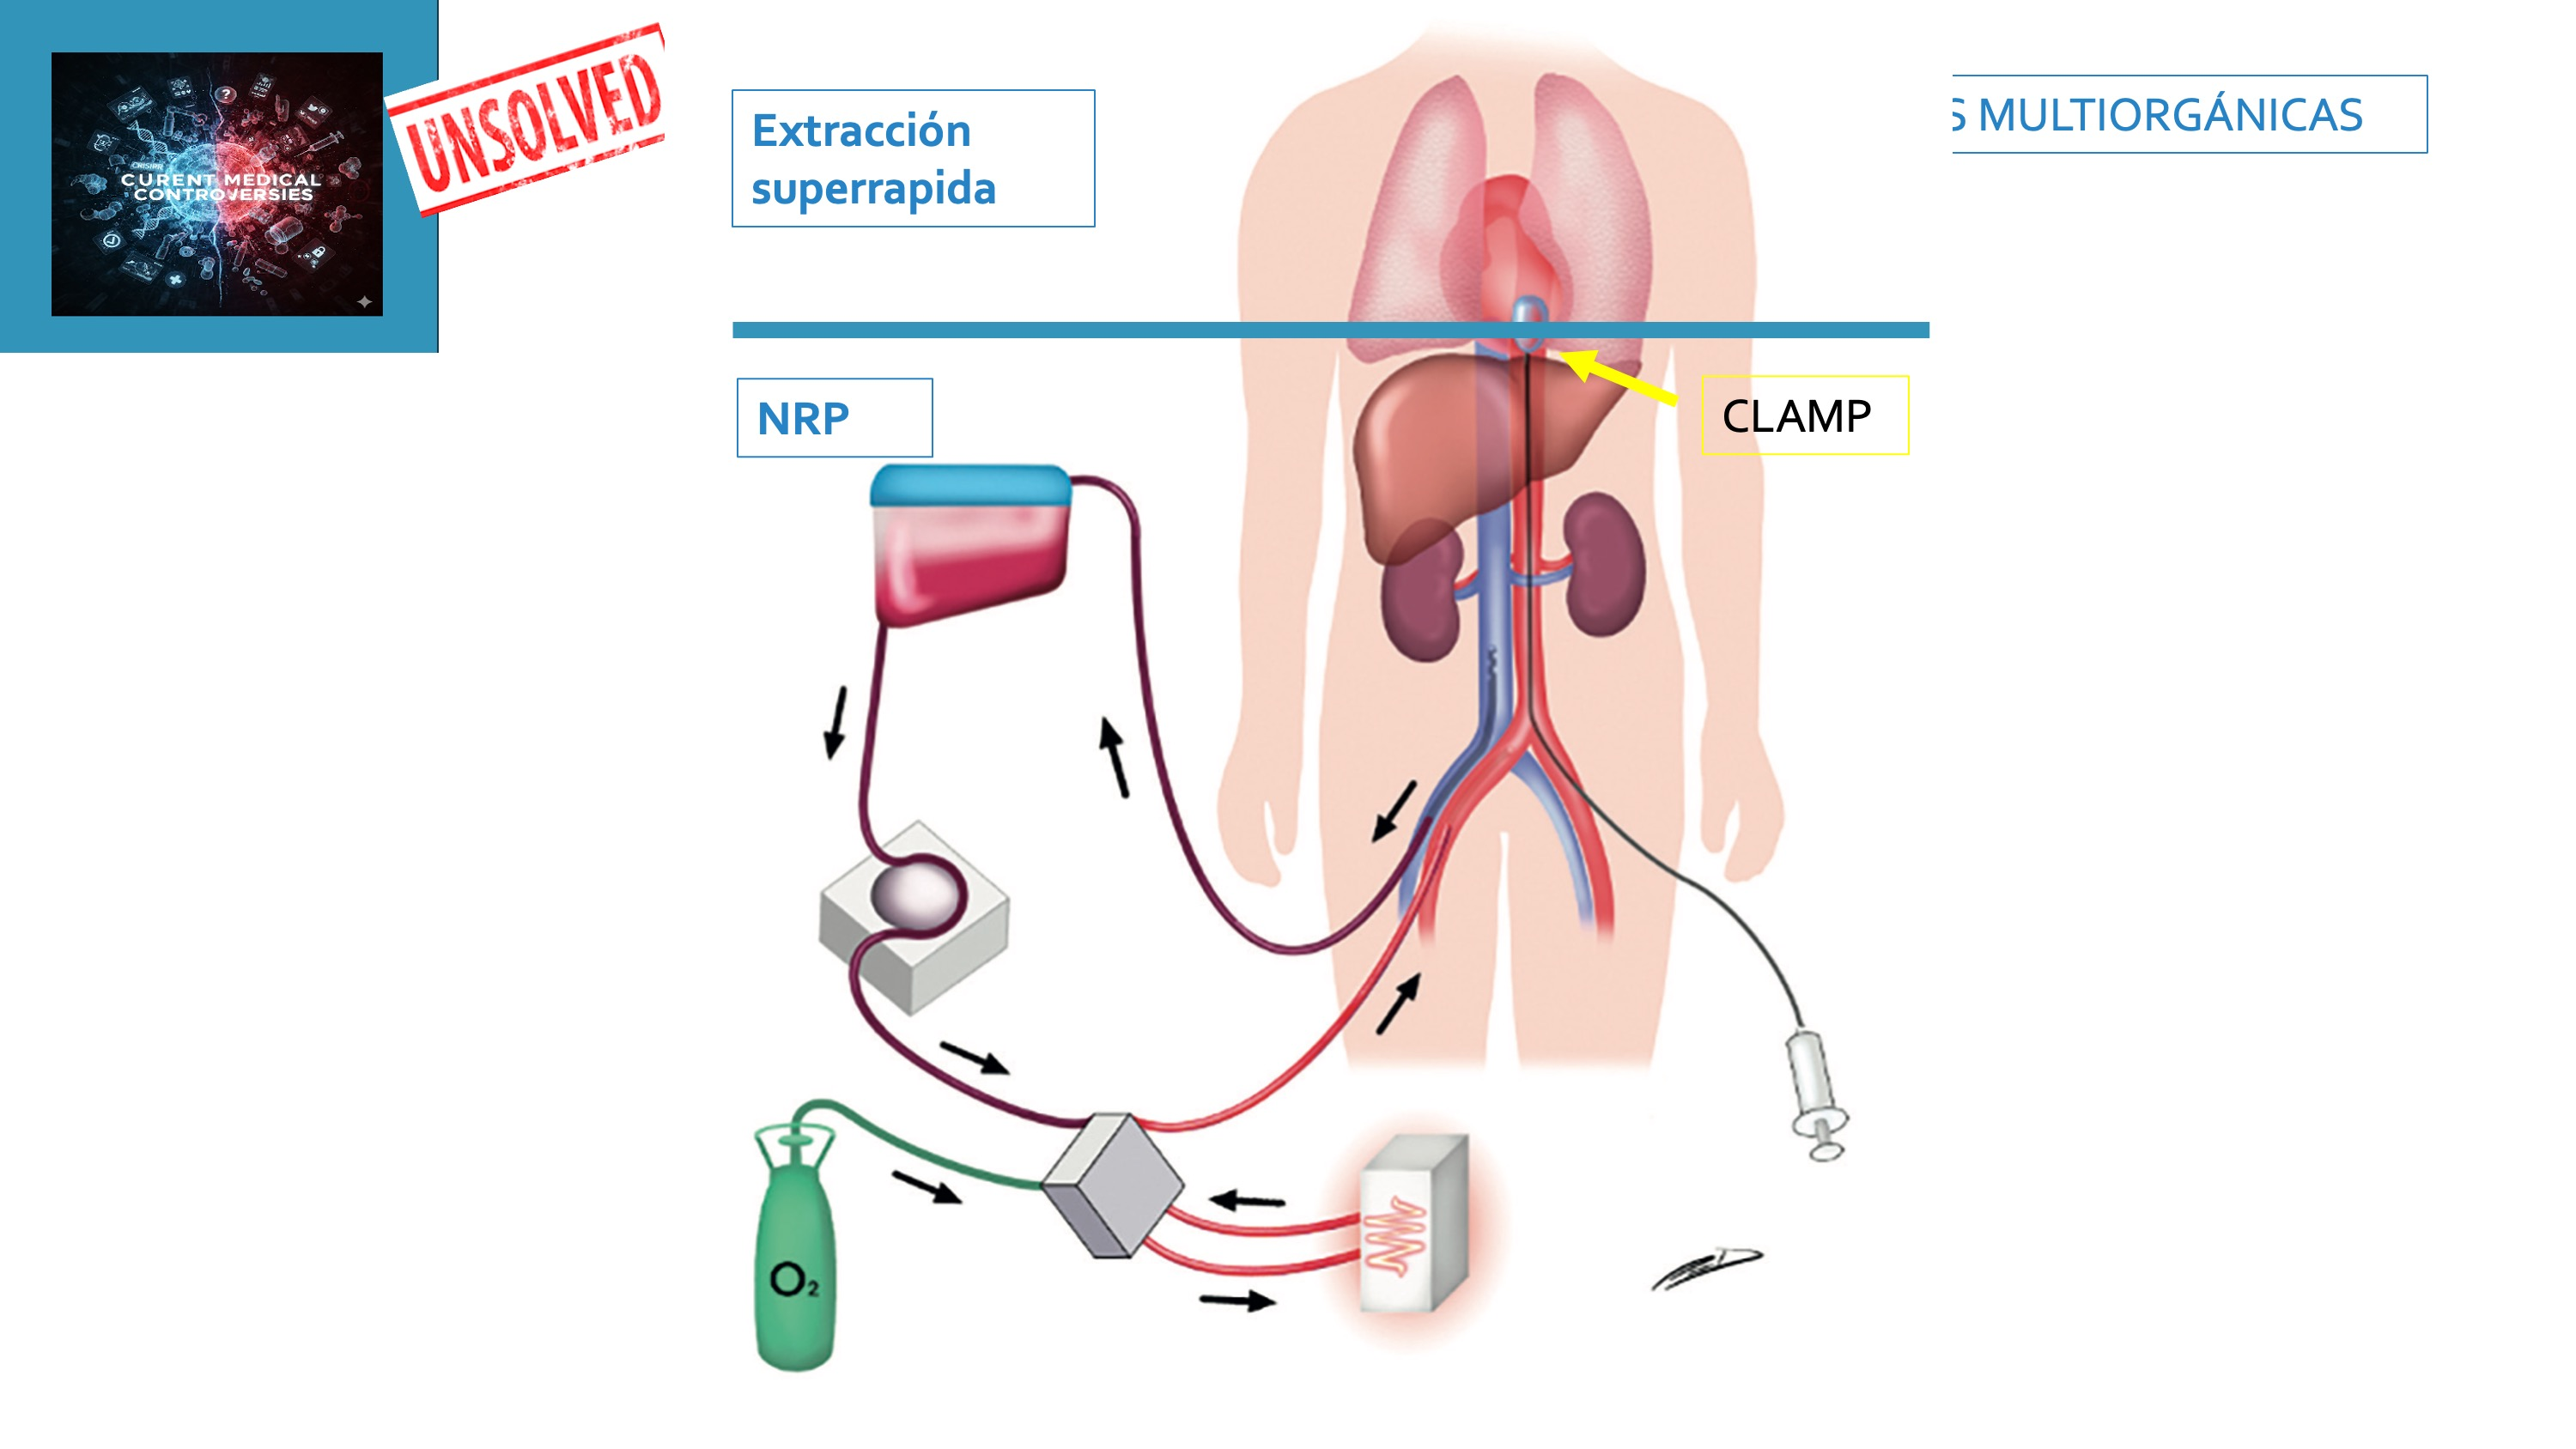 CURENT MEDICAL
CONTROVERSIES
UNSOLVED
Extracción
superrapida
S MULTIORGÁNICAS
NRP
CLAMP
O₂